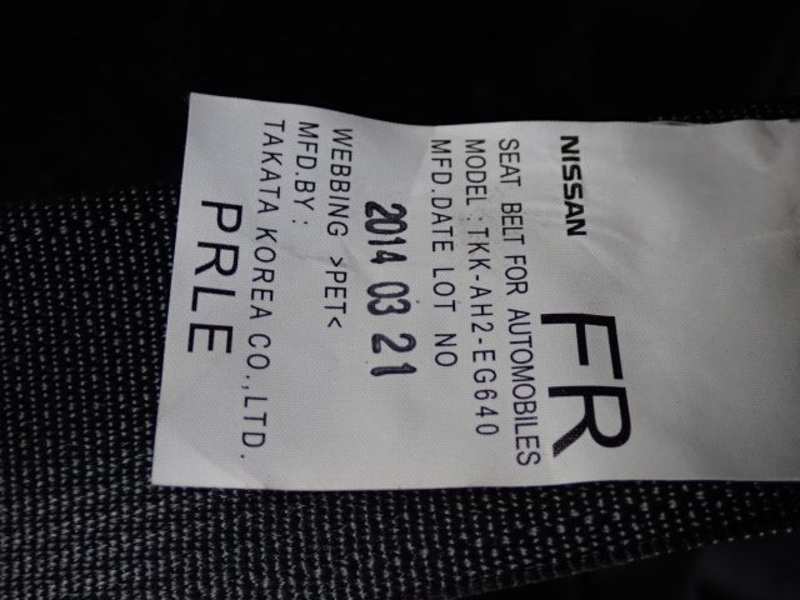 NISSAN FR
SEAT BELT FOR AUTOMOBILES
MODEL : TKK-AH2-EG640
MFD.DATE LOT NO
2014 03 21
WEBBING >PET<
MFD.BY :
TAKATA KOREA CO.,LTD.
PRLE